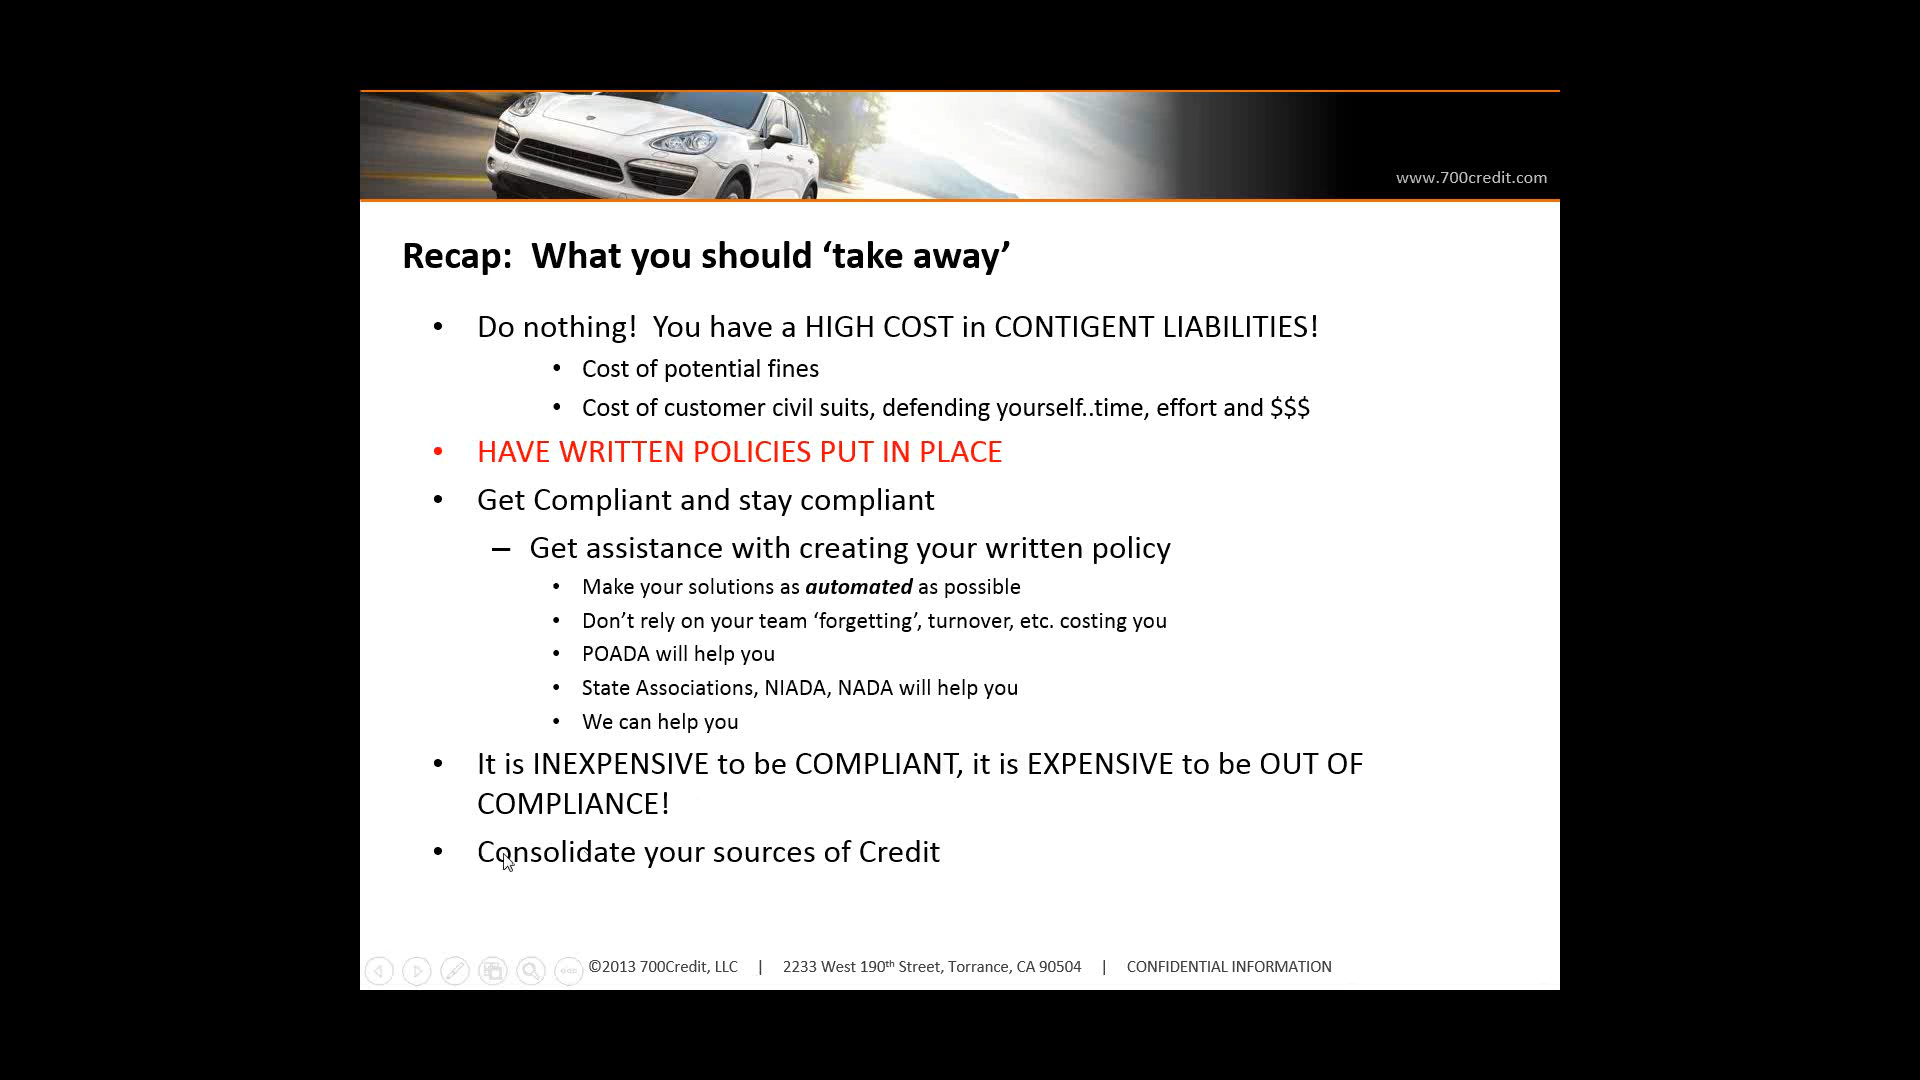 www.700credit.com
Recap:  What you should ‘take away’
• Do nothing!  You have a HIGH COST in CONTIGENT LIABILITIES!
• Cost of potential fines
• Cost of customer civil suits, defending yourself..time, effort and $$$
• HAVE WRITTEN POLICIES PUT IN PLACE
• Get Compliant and stay compliant
– Get assistance with creating your written policy
• Make your solutions as automated as possible
• Don’t rely on your team ‘forgetting’, turnover, etc. costing you
• POADA will help you
• State Associations, NIADA, NADA will help you
• We can help you
• It is INEXPENSIVE to be COMPLIANT, it is EXPENSIVE to be OUT OF
COMPLIANCE!
• Consolidate your sources of Credit
©2013 700Credit, LLC | 2233 West 190th Street, Torrance, CA 90504 | CONFIDENTIAL INFORMATION